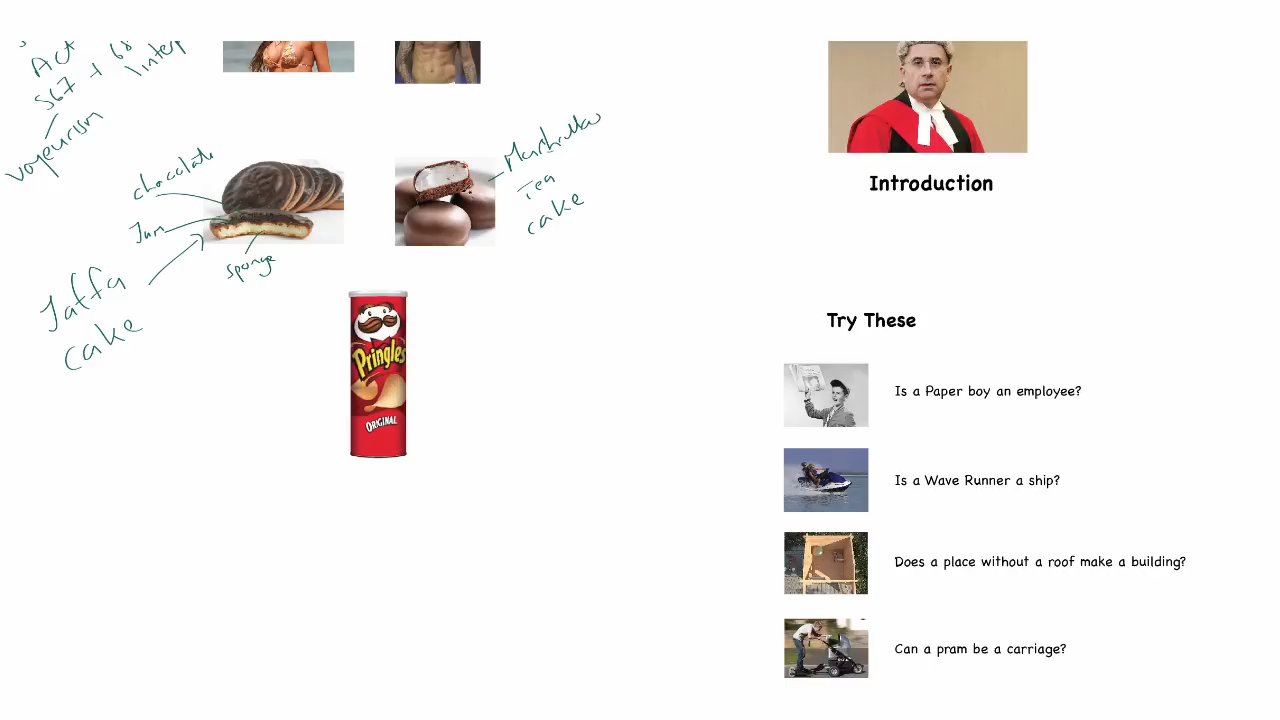 Act
S67 + 68
Interp
voyeurism
chocolate
Jam
sponge
Jaffa
cake
Tea
cake
Pringles
ORIGINAL
Introduction
Try These
Is a Paper boy an employee?
Is a Wave Runner a ship?
Does a place without a roof make a building?
Can a pram be a carriage?